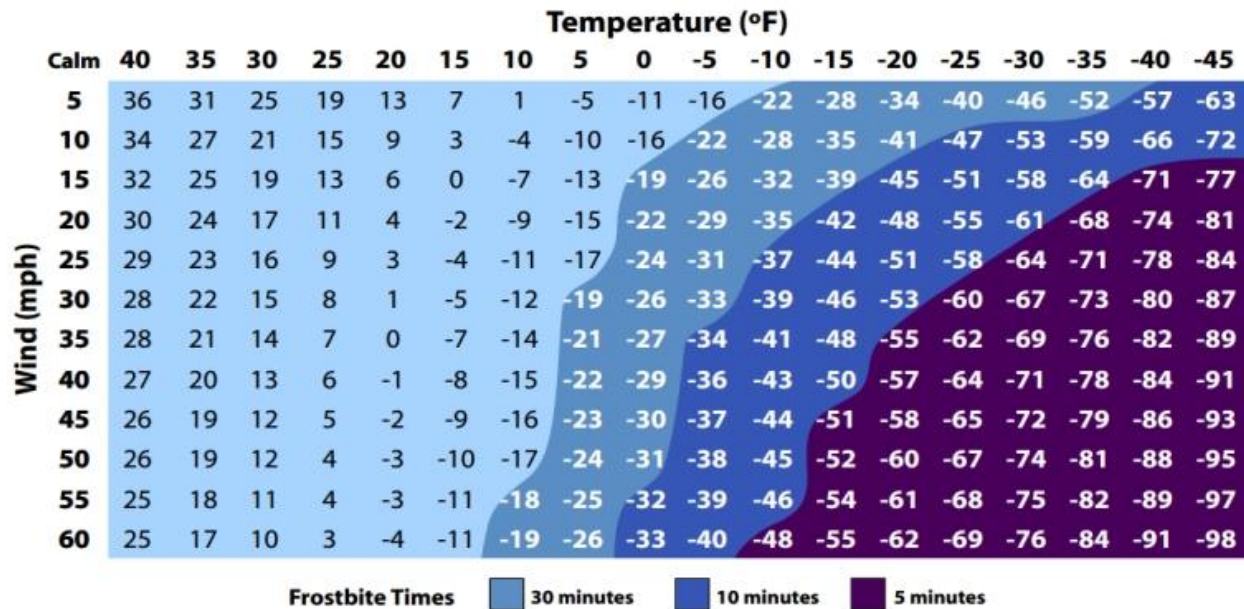 Temperature (ºF)
Calm 40 35 30 25 20 15 10 5 0 -5 -10 -15 -20 -25 -30 -35 -40 -45
Wind (mph)
5 36 31 25 19 13 7 1 -5 -11 -16 -22 -28 -34 -40 -46 -52 -57 -63
10 34 27 21 15 9 3 -4 -10 -16 -22 -28 -35 -41 -47 -53 -59 -66 -72
15 32 25 19 13 6 0 -7 -13 -19 -26 -32 -39 -45 -51 -58 -64 -71 -77
20 30 24 17 11 4 -2 -9 -15 -22 -29 -35 -42 -48 -55 -61 -68 -74 -81
25 29 23 16 9 3 -4 -11 -17 -24 -31 -37 -44 -51 -58 -64 -71 -78 -84
30 28 22 15 8 1 -5 -12 -19 -26 -33 -39 -46 -53 -60 -67 -73 -80 -87
35 28 21 14 7 0 -7 -14 -21 -27 -34 -41 -48 -55 -62 -69 -76 -82 -89
40 27 20 13 6 -1 -8 -15 -22 -29 -36 -43 -50 -57 -64 -71 -78 -84 -91
45 26 19 12 5 -2 -9 -16 -23 -30 -37 -44 -51 -58 -65 -72 -79 -86 -93
50 26 19 12 4 -3 -10 -17 -24 -31 -38 -45 -52 -60 -67 -74 -81 -88 -95
55 25 18 11 4 -3 -11 -18 -25 -32 -39 -46 -54 -61 -68 -75 -82 -89 -97
60 25 17 10 3 -4 -11 -19 -26 -33 -40 -48 -55 -62 -69 -76 -84 -91 -98
Frostbite Times 30 minutes 10 minutes 5 minutes